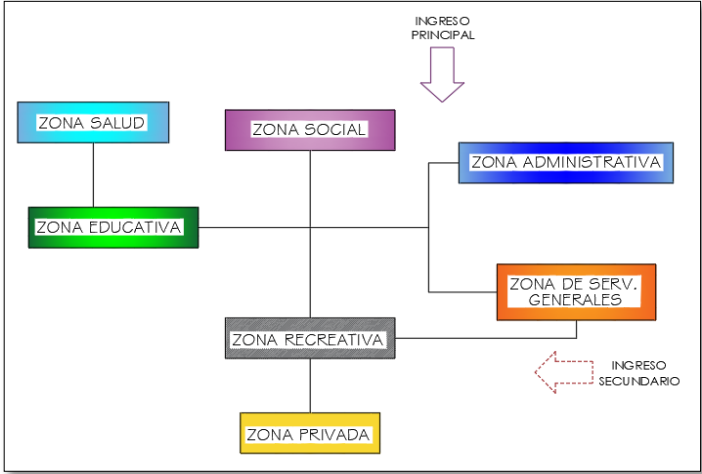 INGRESO
PRINCIPAL
ZONA SALUD
ZONA SOCIAL
ZONA ADMINISTRATIVA
ZONA EDUCATIVA
ZONA DE SERV.
GENERALES
ZONA RECREATIVA
INGRESO
SECUNDARIO
ZONA PRIVADA